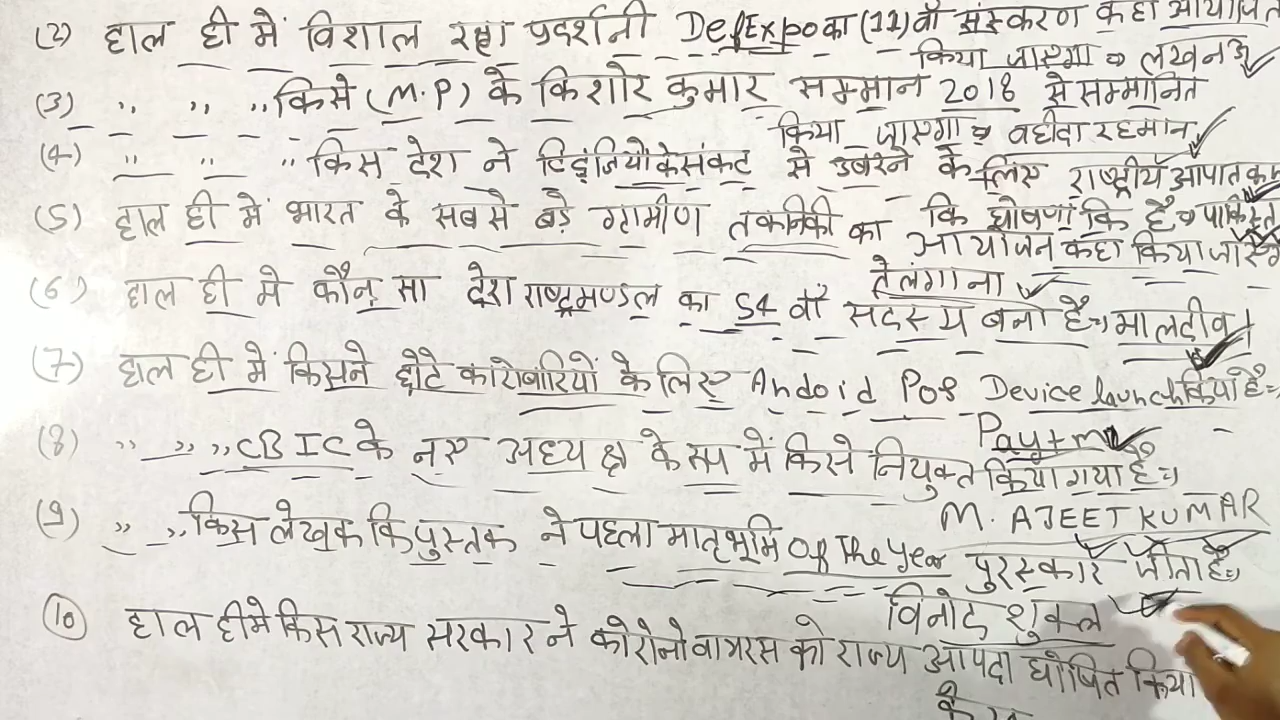 (2) हाल ही में विशाल रक्षा प्रदर्शनी DefExpo का (11) वाँ संस्करण कहा आयोजित
किया जाएगा ⇒ लखनऊ
(3) ,, ,, ,, किसे (M.P) के किशोर कुमार सम्मान 2018 से सम्मानित
किया जाएगा ⇒ वहीदा रहमान
(4) ,, ,, ,, किस देश ने टिड्डियो के संकट से उबरने के लिए राष्ट्रीय आपातक
कि घोषणा कि है ⇒ पाकिस्त
(5) हाल ही में भारत के सबसे बड़े ग्रामीण तकनिकी का
आयोजन कहा किया जाएग
तेलंगाना
(6) हाल ही मे कौन सा देश राष्ट्रमण्डल का 54 वाँ सदस्य बना है ⇒ मालदीव।
(7) हाल ही में किसने छोटे कारोबारियों के लिए Andoid Pos Device launch किया है ⇒
Paytm
(8) ,, ,, ,, CBIC के नए अध्यक्ष के रूप में किसे नियुक्त किया गया है ⇒
M. AJEET KUMAR
(9) ,, ,, किस लेखक कि पुस्तक ने पहला मातृभूमि Of The Year पुरस्कार जीता है ⇒
विनोद शुक्ल
(10) हाल ही मे किस राज्य सरकार ने कोरोनो वायरस को राज्य आपदा घोषित किया